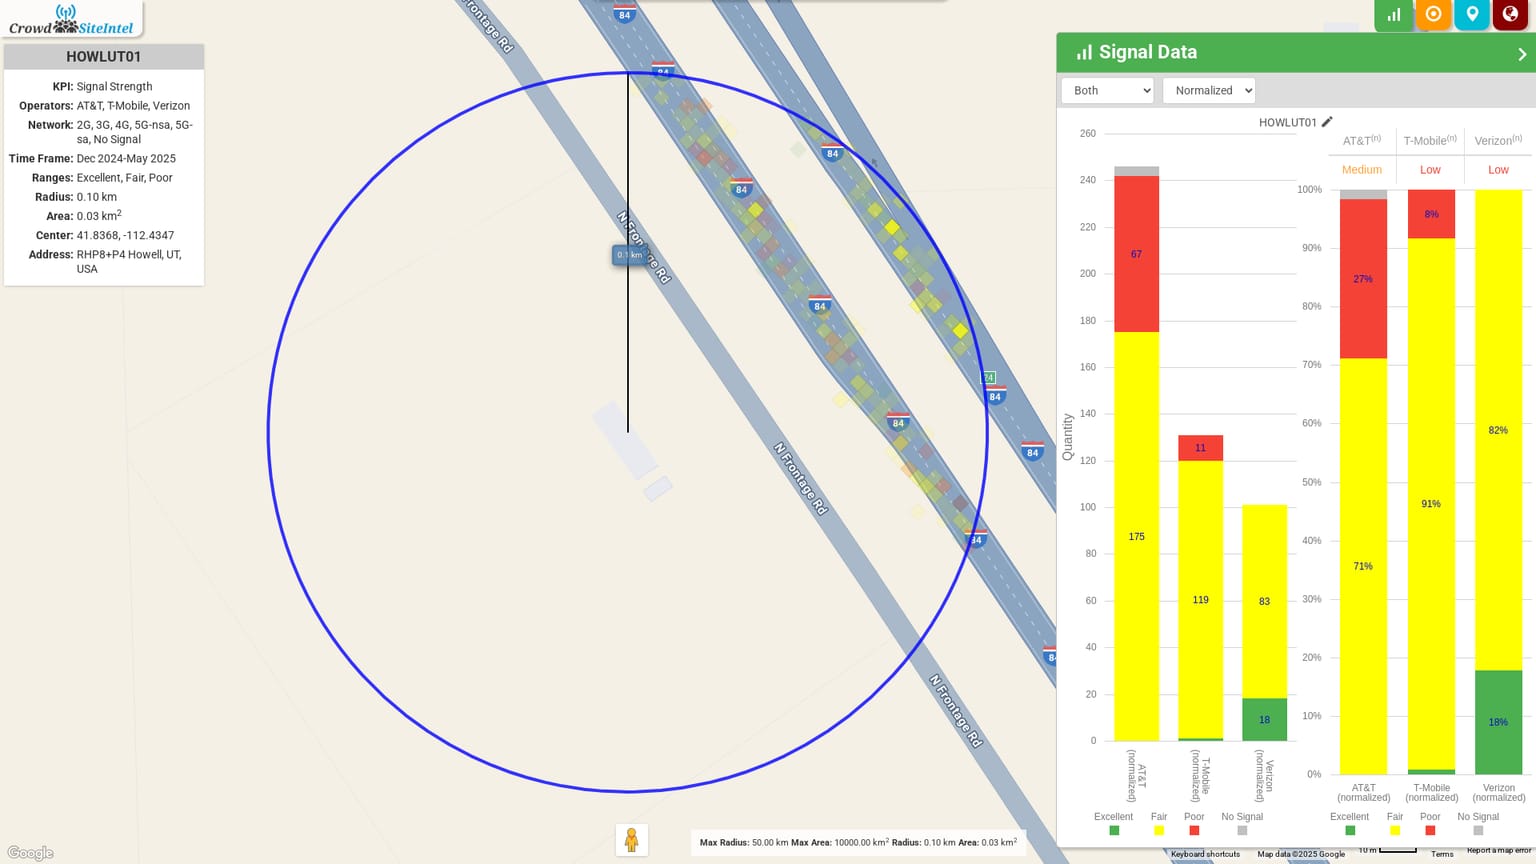 CrowdSiteIntel
HOWLUT01
KPI: Signal Strength
Operators: AT&T, T-Mobile, Verizon
Network: 2G, 3G, 4G, 5G-nsa, 5G-
sa, No Signal
Time Frame: Dec 2024-May 2025
Ranges: Excellent, Fair, Poor
Radius: 0.10 km
Area: 0.03 km²
Center: 41.8368, -112.4347
Address: RHP8+P4 Howell, UT,
USA
Frontage Rd
84
84
84
84
N Frontage Rd
0.1 km
84
24
84
84
84
N Frontage Rd
84
84
N Frontage Rd
Google
Max Radius: 50.00 km Max Area: 10000.00 km² Radius: 0.10 km Area: 0.03 km²
Signal Data
Both
Normalized
HOWLUT01
Quantity
260
240
220
200
180
160
140
120
100
80
60
40
20
0
67
175
11
119
83
18
AT&T
(normalized)
T-Mobile
(normalized)
Verizon
(normalized)
Excellent Fair Poor No Signal
AT&T(n) T-Mobile(n) Verizon(n)
Medium Low Low
100%
90%
80%
70%
60%
50%
40%
30%
20%
10%
0%
27%
71%
8%
91%
82%
18%
AT&T
(normalized)
T-Mobile
(normalized)
Verizon
(normalized)
Excellent Fair Poor No Signal
Keyboard shortcuts Map data ©2025 Google 10 m Terms Report a map error